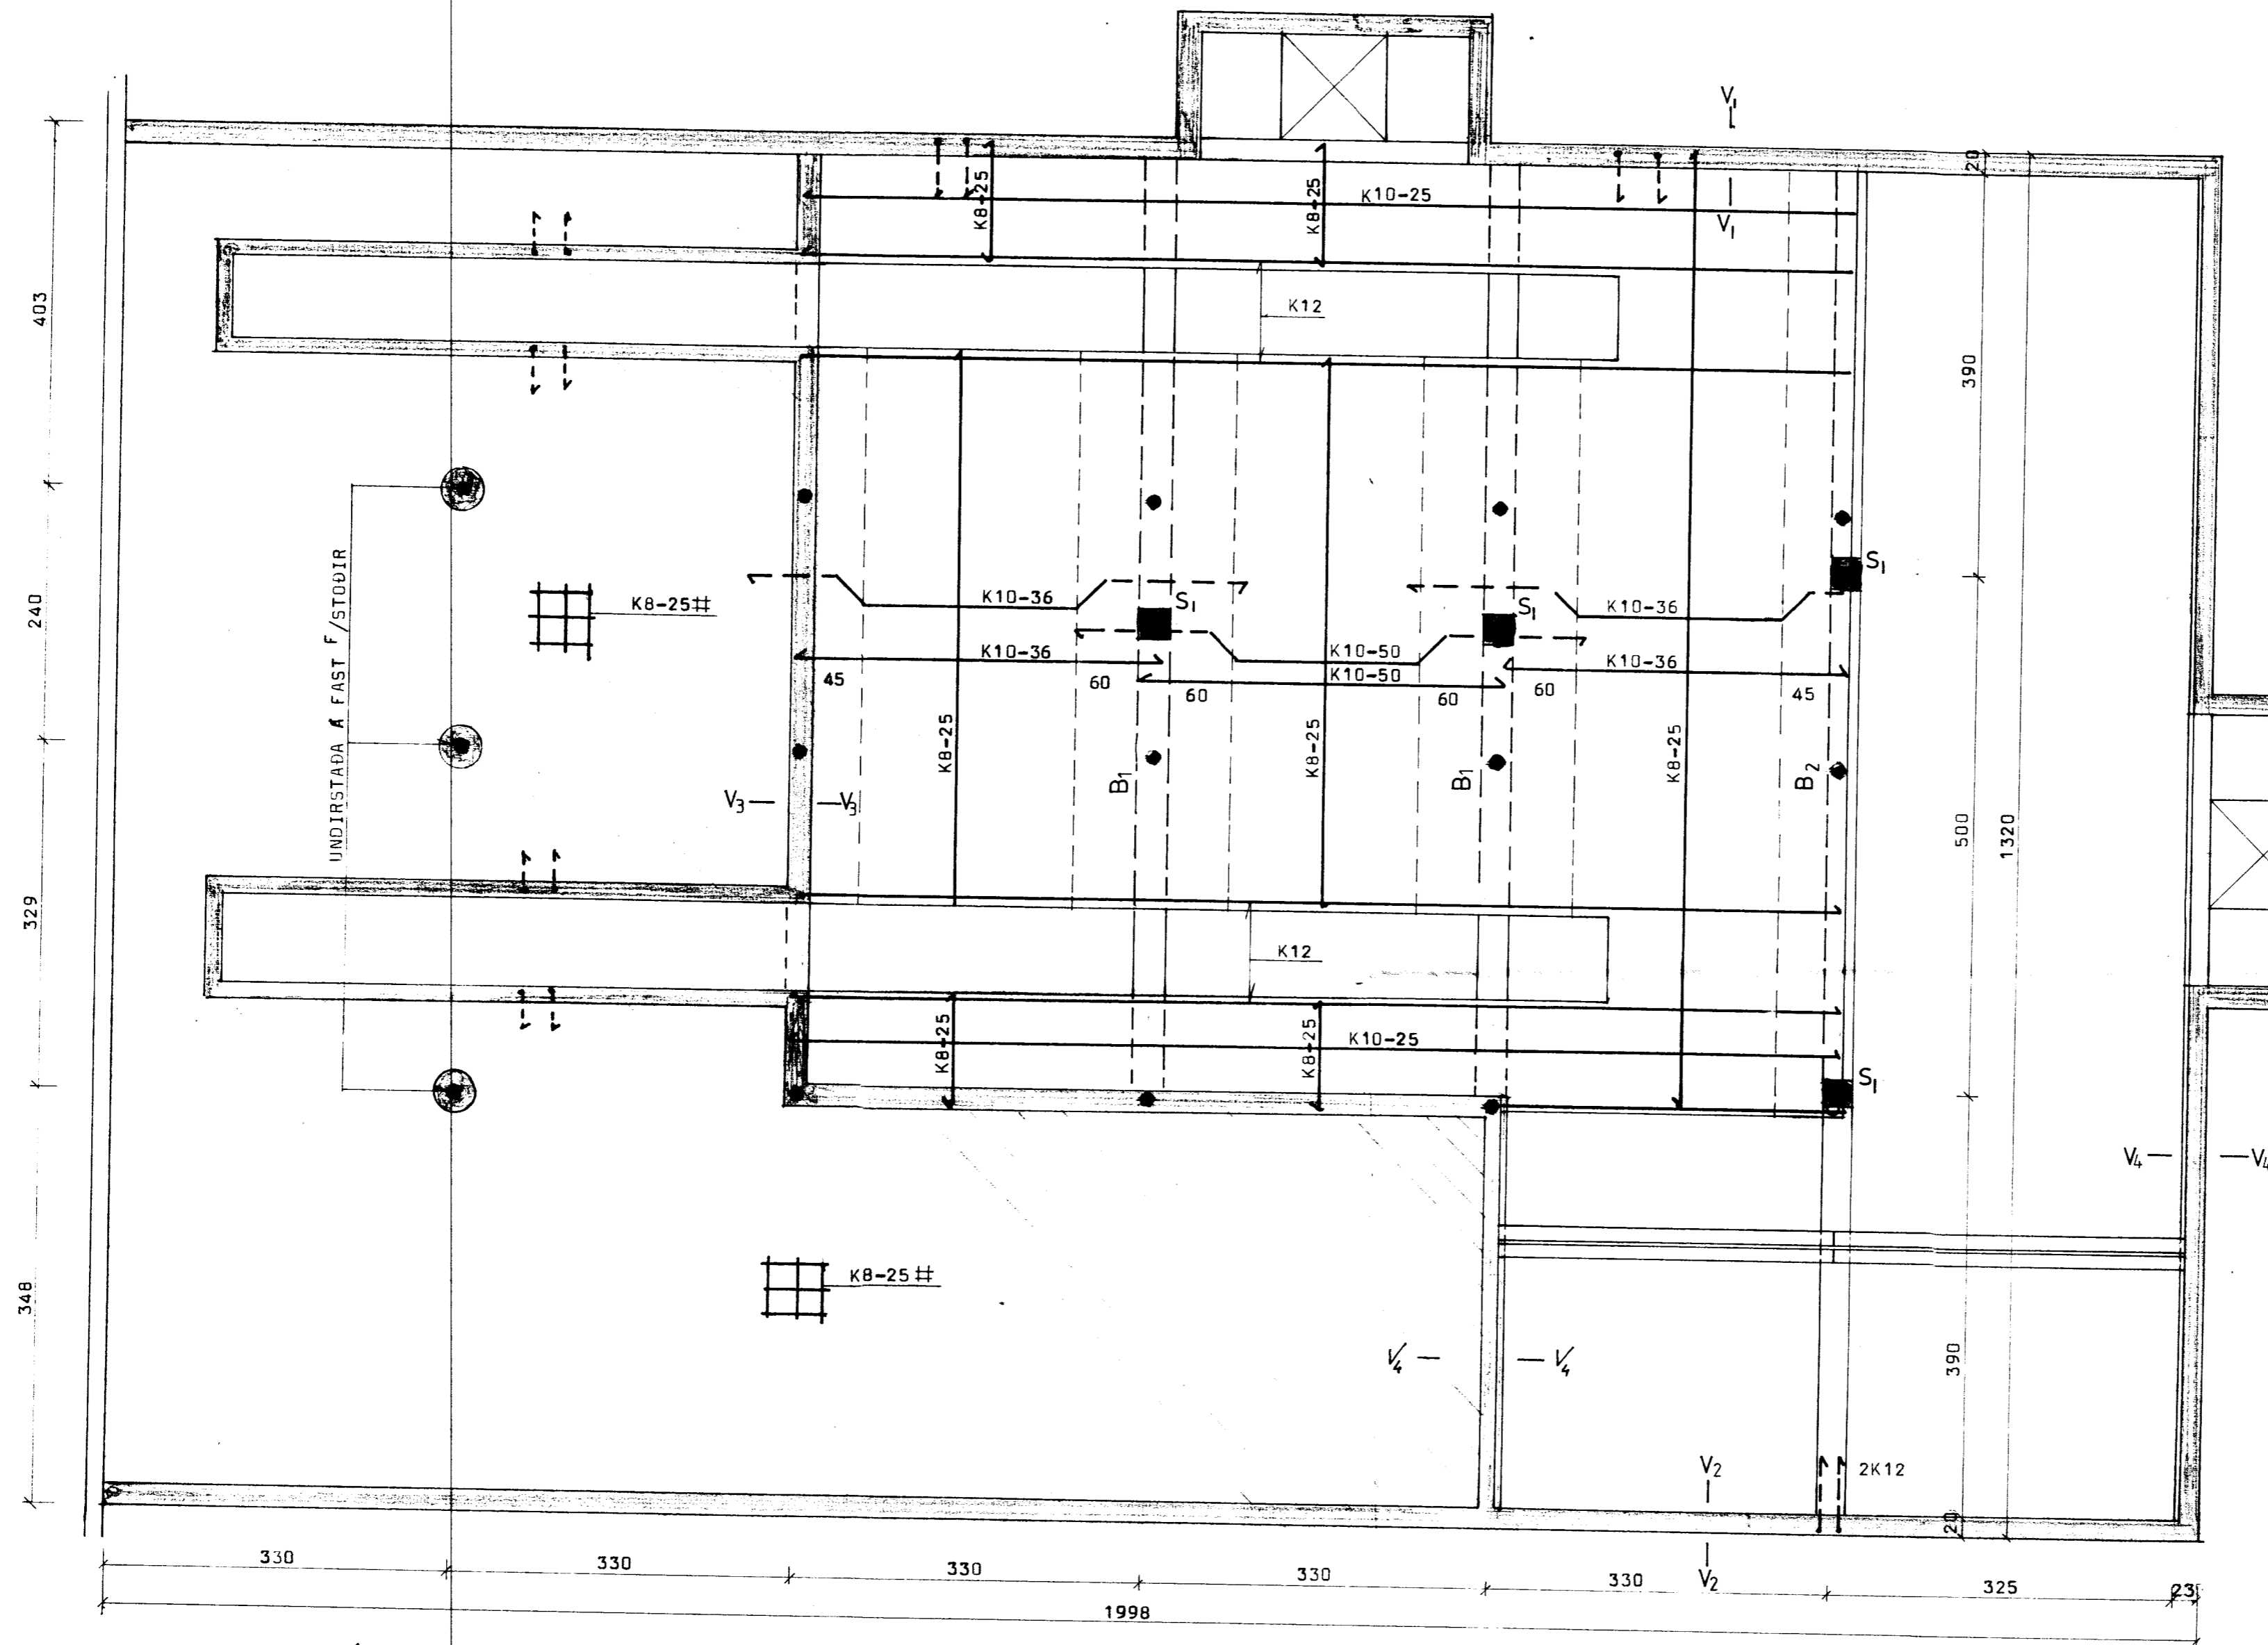 V₁
V₁
20
K8-25
K8-25
K10-25
403
K12
390
UNDIRSTAÐA Á FAST F/STOÐIR
240
K8-25#
K10-36
S₁
S₁
K10-36
S₁
K10-36
K10-50
K10-50
K10-36
45
60
60
60
60
45
K8-25
K8-25
K8-25
B₁
B₁
B₂
V₃
V₃
500
1320
329
K12
K8-25
K8-25
K10-25
S₁
V₄
V₄
348
K8-25#
V₄
V₄
390
V₂
2K12
20
V₂
330
330
330
330
330
325
23
1998